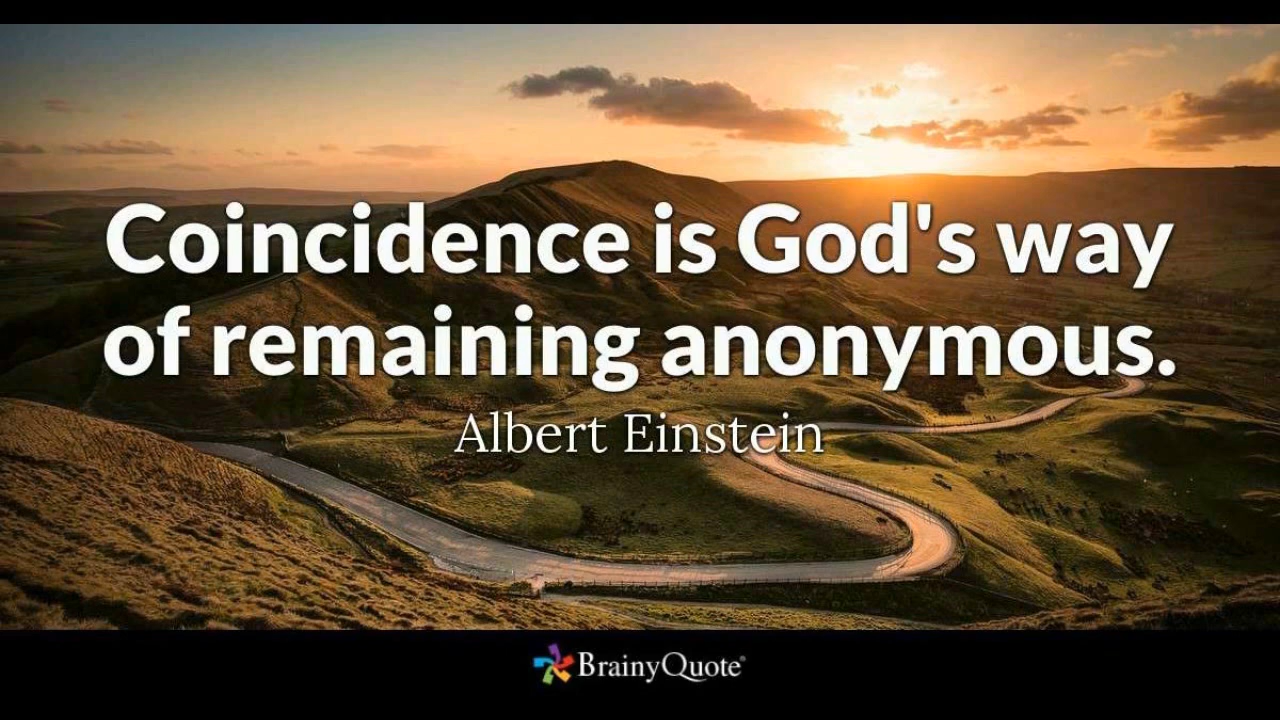 Coincidence is God's way
of remaining anonymous.
Albert Einstein
BrainyQuote®